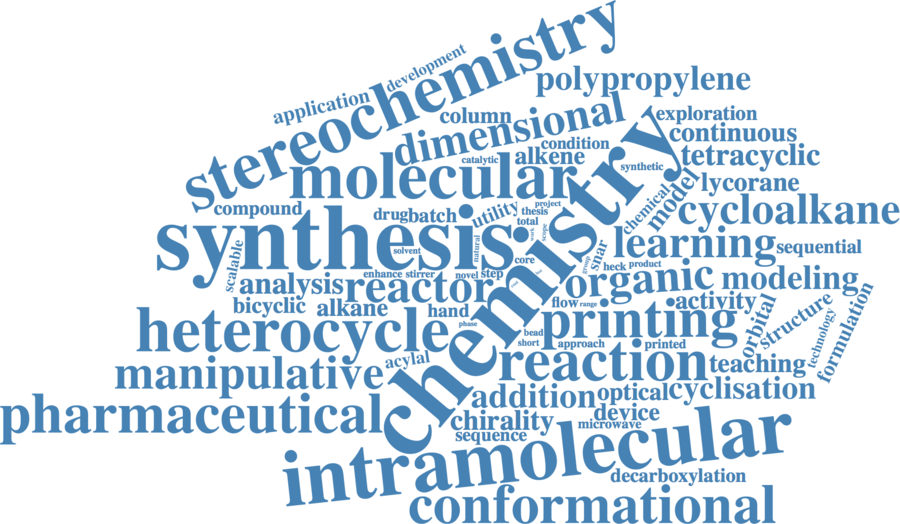 stereochemistry
development
application
polypropylene
column
dimensional
exploration
continuous
condition
catalytic
alkene
tetracyclic
synthetic
molecular
lycorane
chemical
model
compound
drug
batch
utility
project
thesis
total
cycloalkane
synthesis
chemistry
solvent
natural
work
scope
learning
sequential
scalable
core
snar
group
heck
product
enhance
stirrer
novel
step
analysis
reactor
organic
modeling
bicyclic
alkane
hand
flow
range
activity
orbital
structure
technology
formulation
heterocycle
phase
bead
printing
short
approach
printed
acylal
reaction
teaching
manipulative
addition
optical
cyclisation
pharmaceutical
chirality
device
microwave
sequence
intramolecular
decarboxylation
conformational